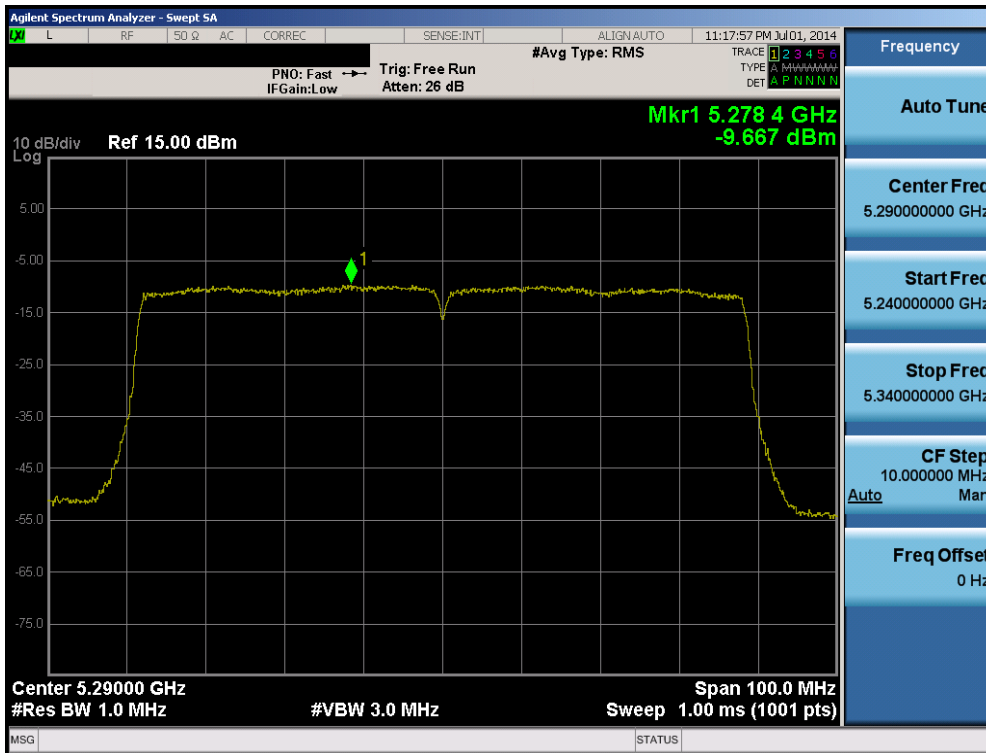 Agilent Spectrum Analyzer - Swept SA
LXI L RF 50 Ω AC CORREC SENSE:INT ALIGN AUTO 11:17:57 PM Jul 01, 2014
#Avg Type: RMS
TRACE 1 2 3 4 5 6
PNO: Fast Trig: Free Run
TYPE A M
IFGain:Low Atten: 26 dB
DET A P N N N N
Mkr1 5.278 4 GHz
-9.667 dBm
10 dB/div Ref 15.00 dBm
Log
5.00
-5.00
1
-15.0
-25.0
-35.0
-45.0
-55.0
-65.0
-75.0
Center 5.29000 GHz Span 100.0 MHz
#Res BW 1.0 MHz #VBW 3.0 MHz Sweep 1.00 ms (1001 pts)
MSG STATUS
Frequency
Auto Tune
Center Freq
5.290000000 GHz
Start Freq
5.240000000 GHz
Stop Freq
5.340000000 GHz
CF Step
10.000000 MHz
Auto Man
Freq Offset
0 Hz